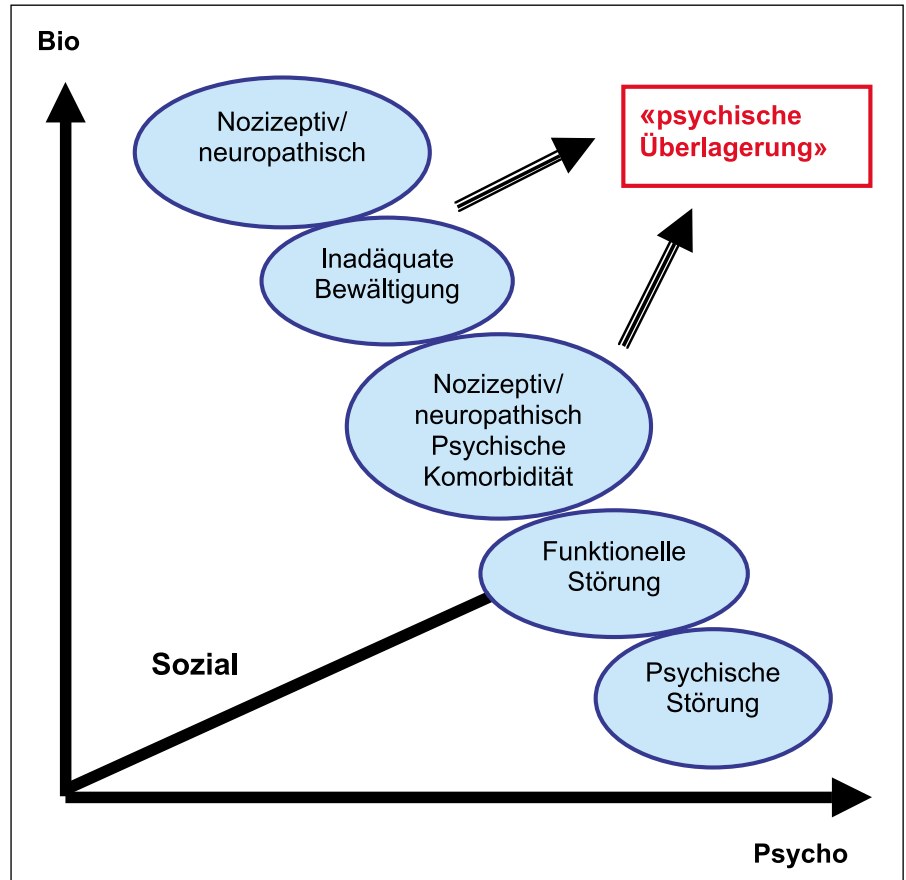 Bio
Nozizeptiv/
neuropathisch
«psychische
Überlagerung»
Inadäquate
Bewältigung
Nozizeptiv/
neuropathisch
Psychische
Komorbidität
Funktionelle
Störung
Sozial
Psychische
Störung
Psycho